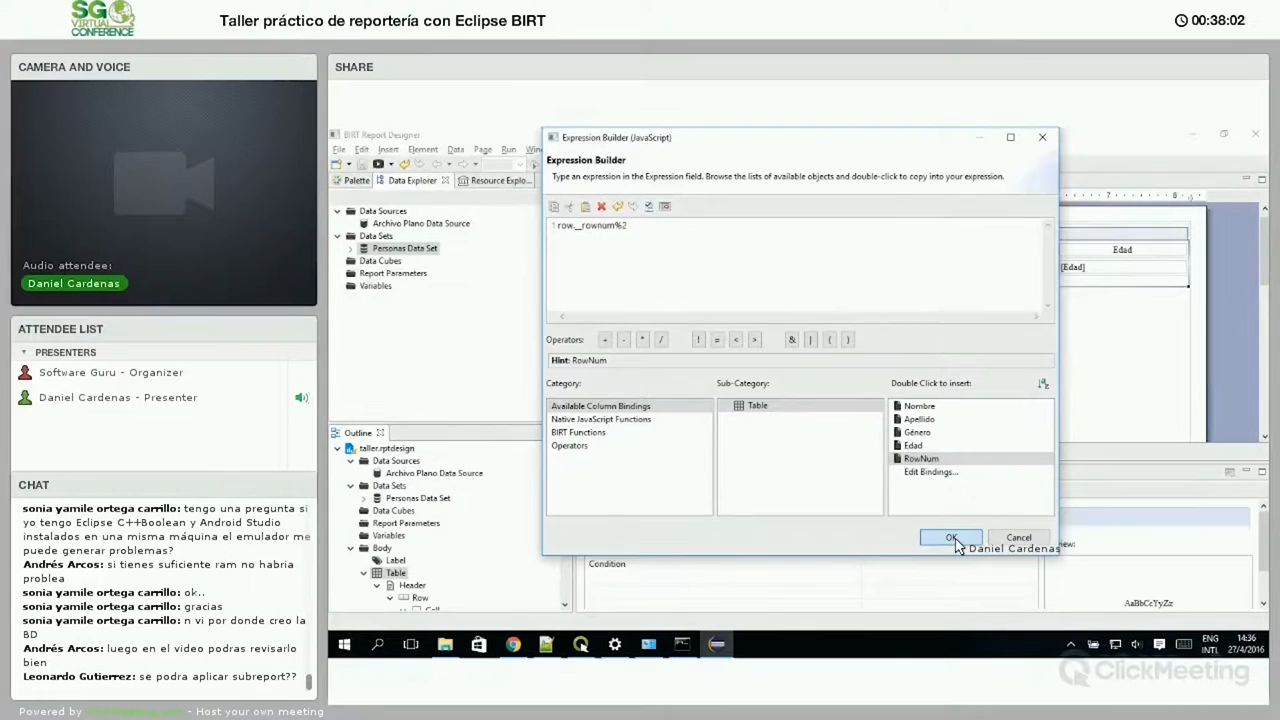 SG
VIRTUAL
CONFERENCE
Taller práctico de reportería con Eclipse BIRT
00:38:02
CAMERA AND VOICE
Audio attendee:
Daniel Cardenas
ATTENDEE LIST
PRESENTERS
Software Guru - Organizer
Daniel Cardenas - Presenter
CHAT
sonia yamile ortega carrillo: tengo una pregunta si
yo tengo Eclipse C++Boolean y Android Studio
instalados en una misma máquina el emulador me
puede generar problemas?
Andrés Arcos: si tienes suficiente ram no habria
problea
sonia yamile ortega carrillo: ok..
sonia yamile ortega carrillo: gracias
sonia yamile ortega carrillo: n vi por donde creo la
BD
Andrés Arcos: luego en el video podras revisarlo
bien
Leonardo Gutierrez: se podra aplicar subreport??
Powered by ClickMeeting.com - Host your own meeting
SHARE
BIRT Report Designer
File Edit Insert Element Data Page Run Win
Palette Data Explorer Resource Explo...
Data Sources
Archivo Plano Data Source
Data Sets
Personas Data Set
Data Cubes
Report Parameters
Variables
Outline
taller.rptdesign
Data Sources
Archivo Plano Data Source
Data Sets
Personas Data Set
Data Cubes
Report Parameters
Variables
Body
Label
Table
Header
Row
Cell
Expression Builder (JavaScript)
Expression Builder
Type an expression in the Expression field. Browse the lists of available objects and double-click to copy into your expression.
1 row.__rownum%2
Operators: + - * / ! = < > & | ( )
Hint: RowNum
Category:
Available Column Bindings
Native JavaScript Functions
BIRT Functions
Operators
Sub-Category:
Table
Double Click to insert:
Nombre
Apellido
Género
Edad
RowNum
Edit Bindings...
OK Cancel
Daniel Cardenas
7 8
Edad
[Edad]
Condition
AaBbCcYyZz
ENG
INTL
14:36
27/4/2016
ClickMeeting